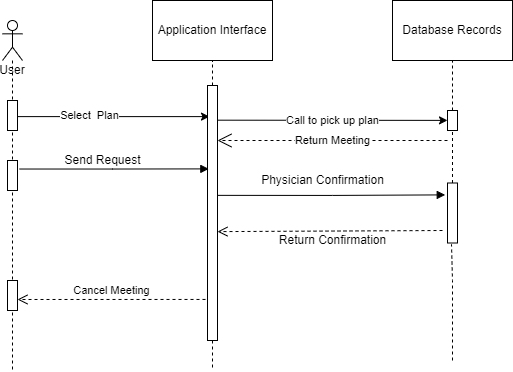 Application Interface
Database Records
User
Select Plan
Call to pick up plan
Return Meeting
Send Request
Physician Confirmation
Return Confirmation
Cancel Meeting